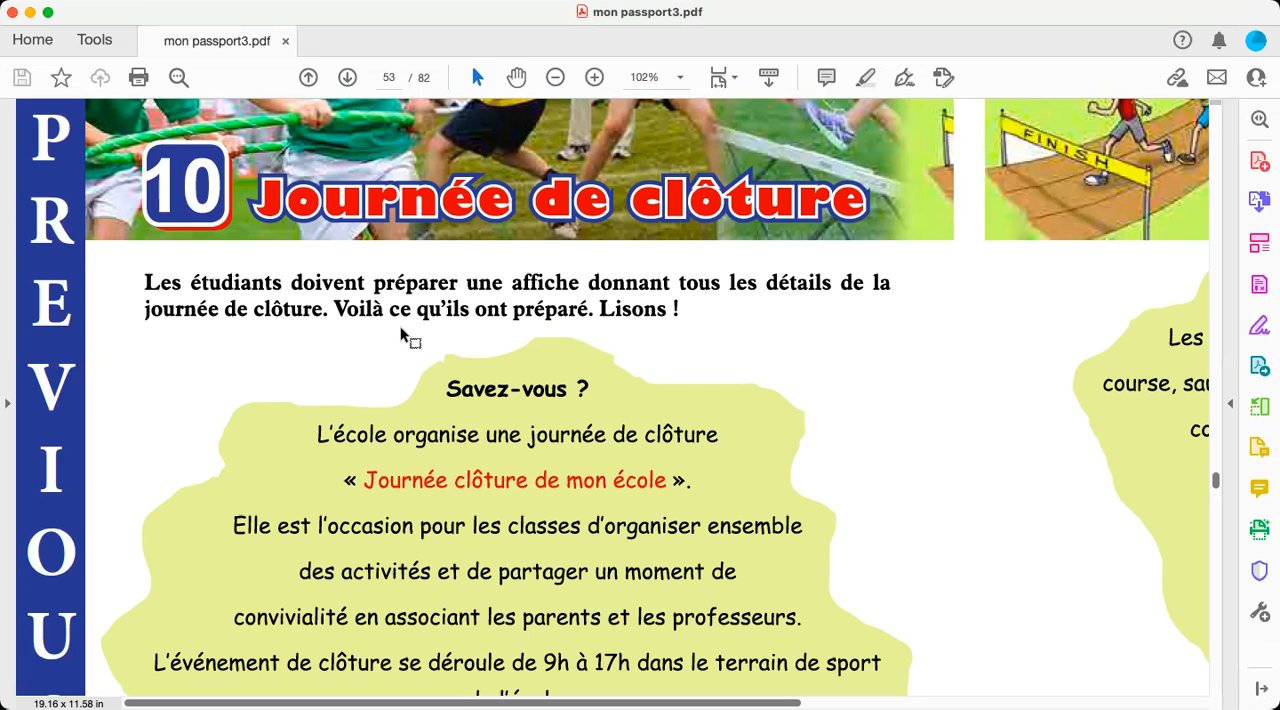 mon passport3.pdf
Home Tools mon passport3.pdf ×
53 / 82 102%
PREVIOU
FINISH
10 Journée de clôture
Les étudiants doivent préparer une affiche donnant tous les détails de la
journée de clôture. Voilà ce qu'ils ont préparé. Lisons !
Savez-vous ?
L'école organise une journée de clôture
« Journée clôture de mon école ».
Elle est l'occasion pour les classes d'organiser ensemble
des activités et de partager un moment de
convivialité en associant les parents et les professeurs.
L'événement de clôture se déroule de 9h à 17h dans le terrain de sport
Les
course, sau
co
19.16 x 11.58 in